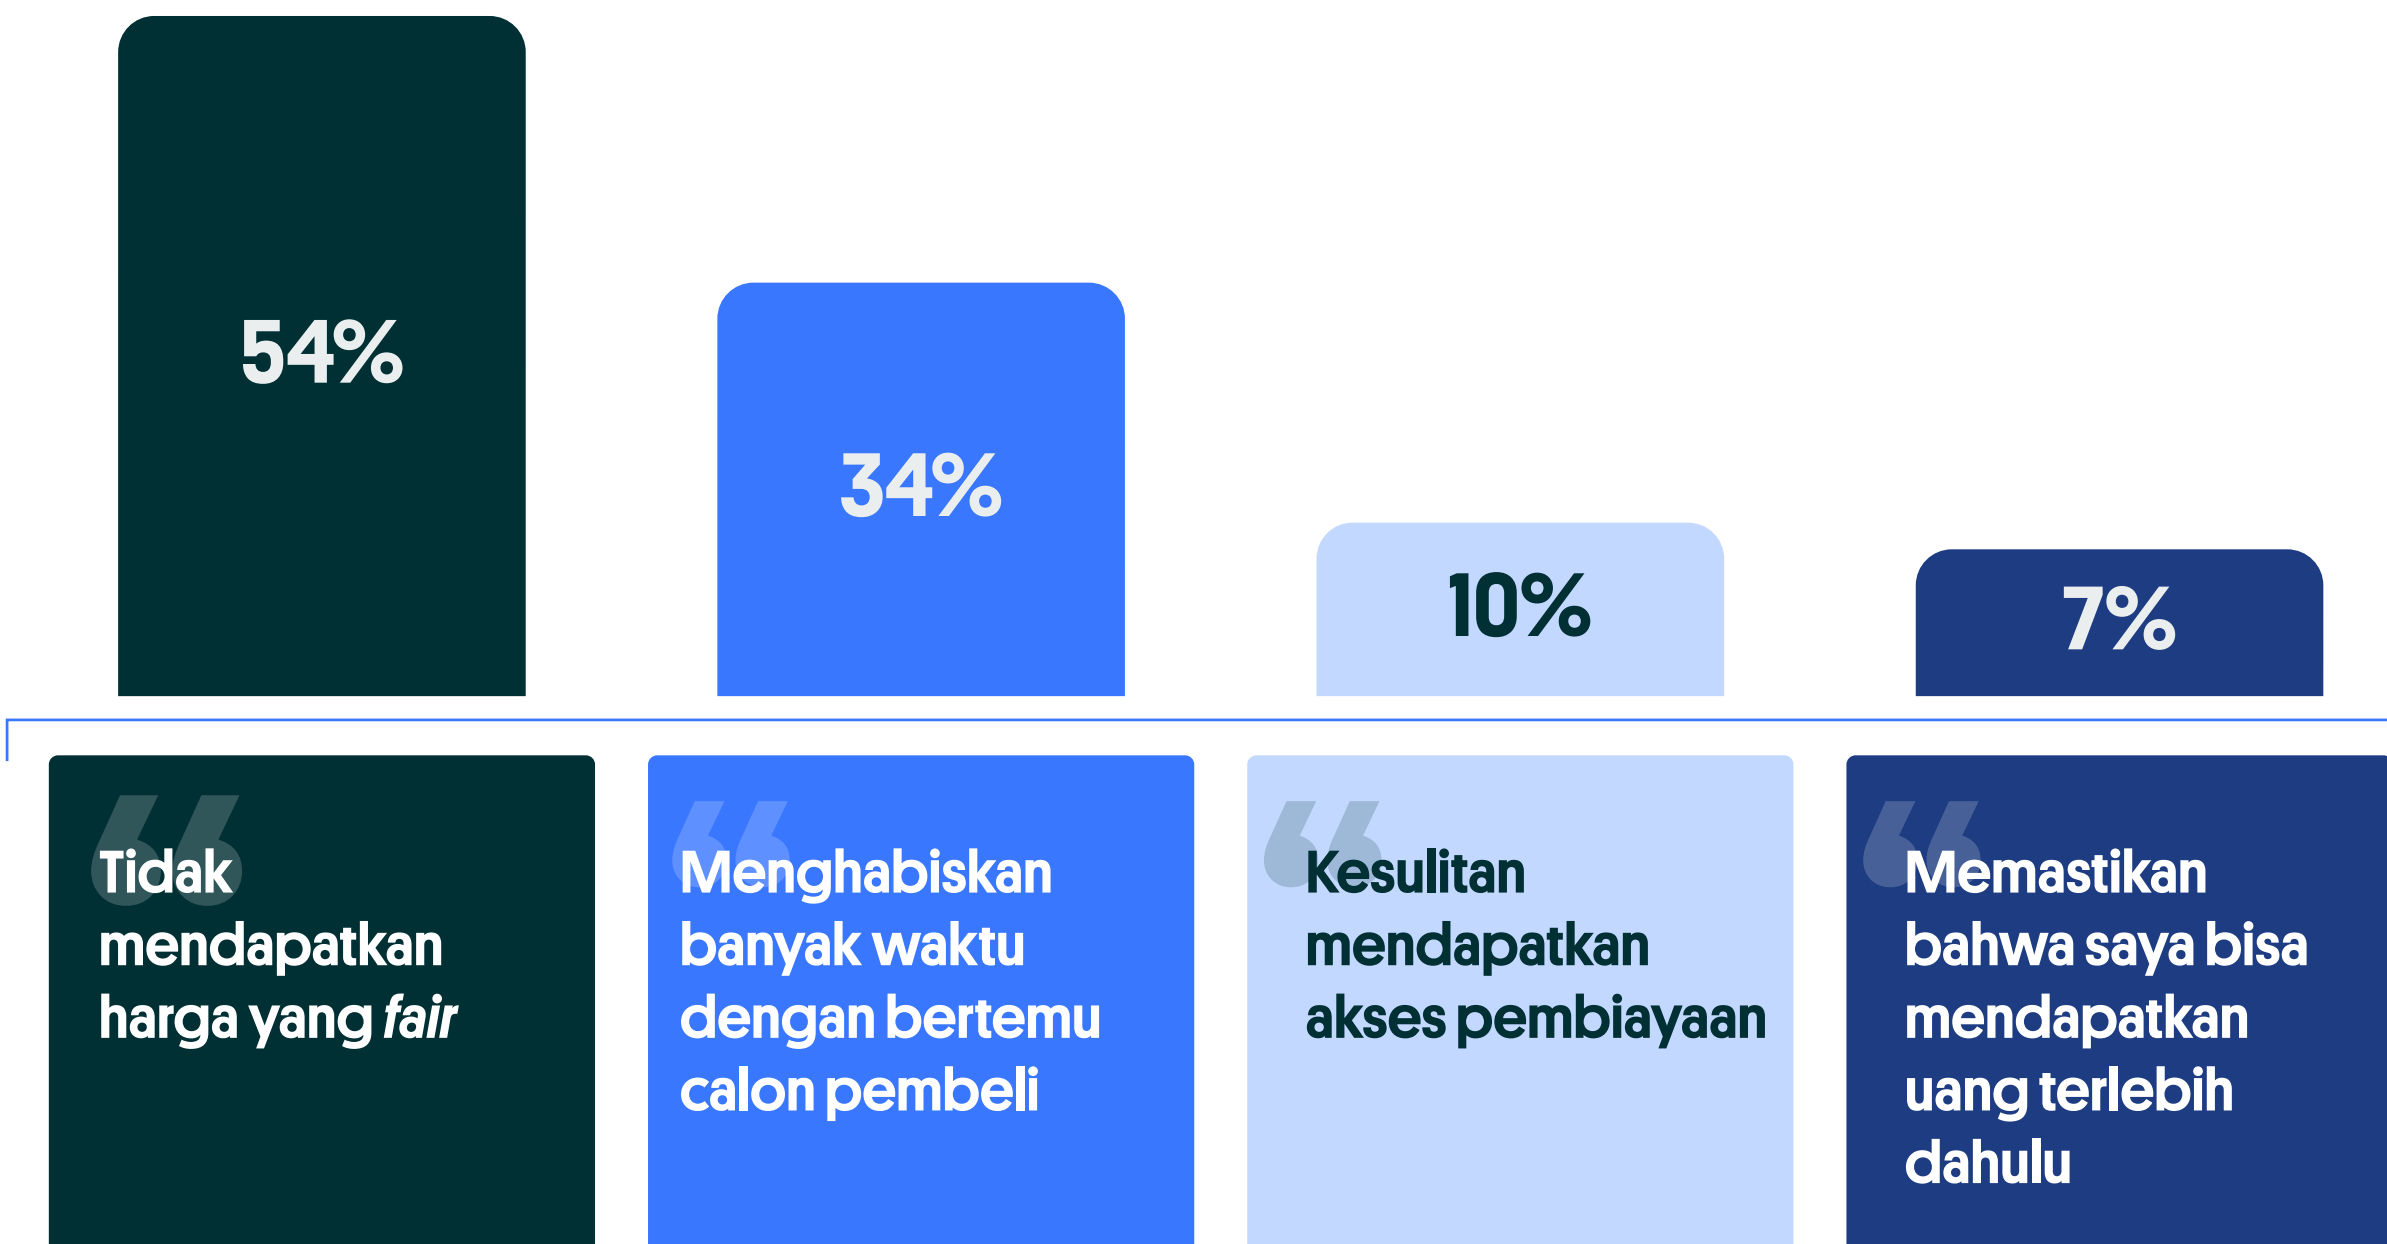 54%
34%
10%
7%
“
Tidak
mendapatkan
harga yang fair
“
Menghabiskan
banyak waktu
dengan bertemu
calon pembeli
“
Kesulitan
mendapatkan
akses pembiayaan
“
Memastikan
bahwa saya bisa
mendapatkan
uang terlebih
dahulu